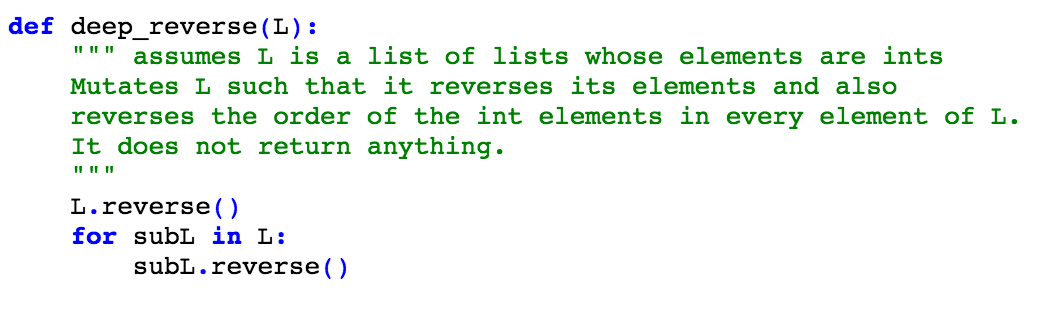 def deep_reverse(L):
    """ assumes L is a list of lists whose elements are ints
    Mutates L such that it reverses its elements and also
    reverses the order of the int elements in every element of L.
    It does not return anything.
    """
    L.reverse()
    for subL in L:
        subL.reverse()